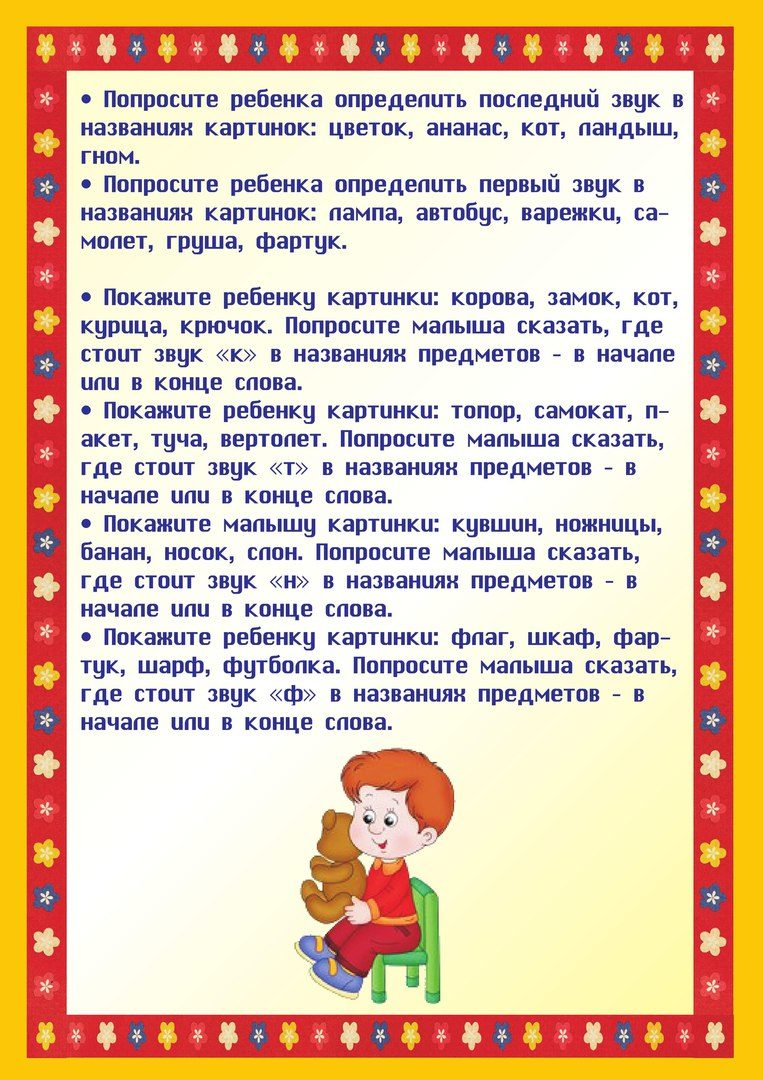 • Попросите ребенка определить последний звук в
названиях картинок: цветок, ананас, кот, ландыш,
гном.
• Попросите ребенка определить первый звук в
названиях картинок: лампа, автобус, варежки, са-
молет, груша, фартук.
• Покажите ребенку картинки: корова, замок, кот,
курица, крючок. Попросите малыша сказать, где
стоит звук «к» в названиях предметов - в начале
или в конце слова.
• Покажите ребенку картинки: топор, самокат, п-
акет, туча, вертолет. Попросите малыша сказать,
где стоит звук «т» в названиях предметов - в
начале или в конце слова.
• Покажите малышу картинки: кувшин, ножницы,
банан, носок, слон. Попросите малыша сказать,
где стоит звук «н» в названиях предметов - в
начале или в конце слова.
• Покажите ребенку картинки: флаг, шкаф, фар-
тук, шарф, футболка. Попросите малыша сказать,
где стоит звук «ф» в названиях предметов - в
начале или в конце слова.